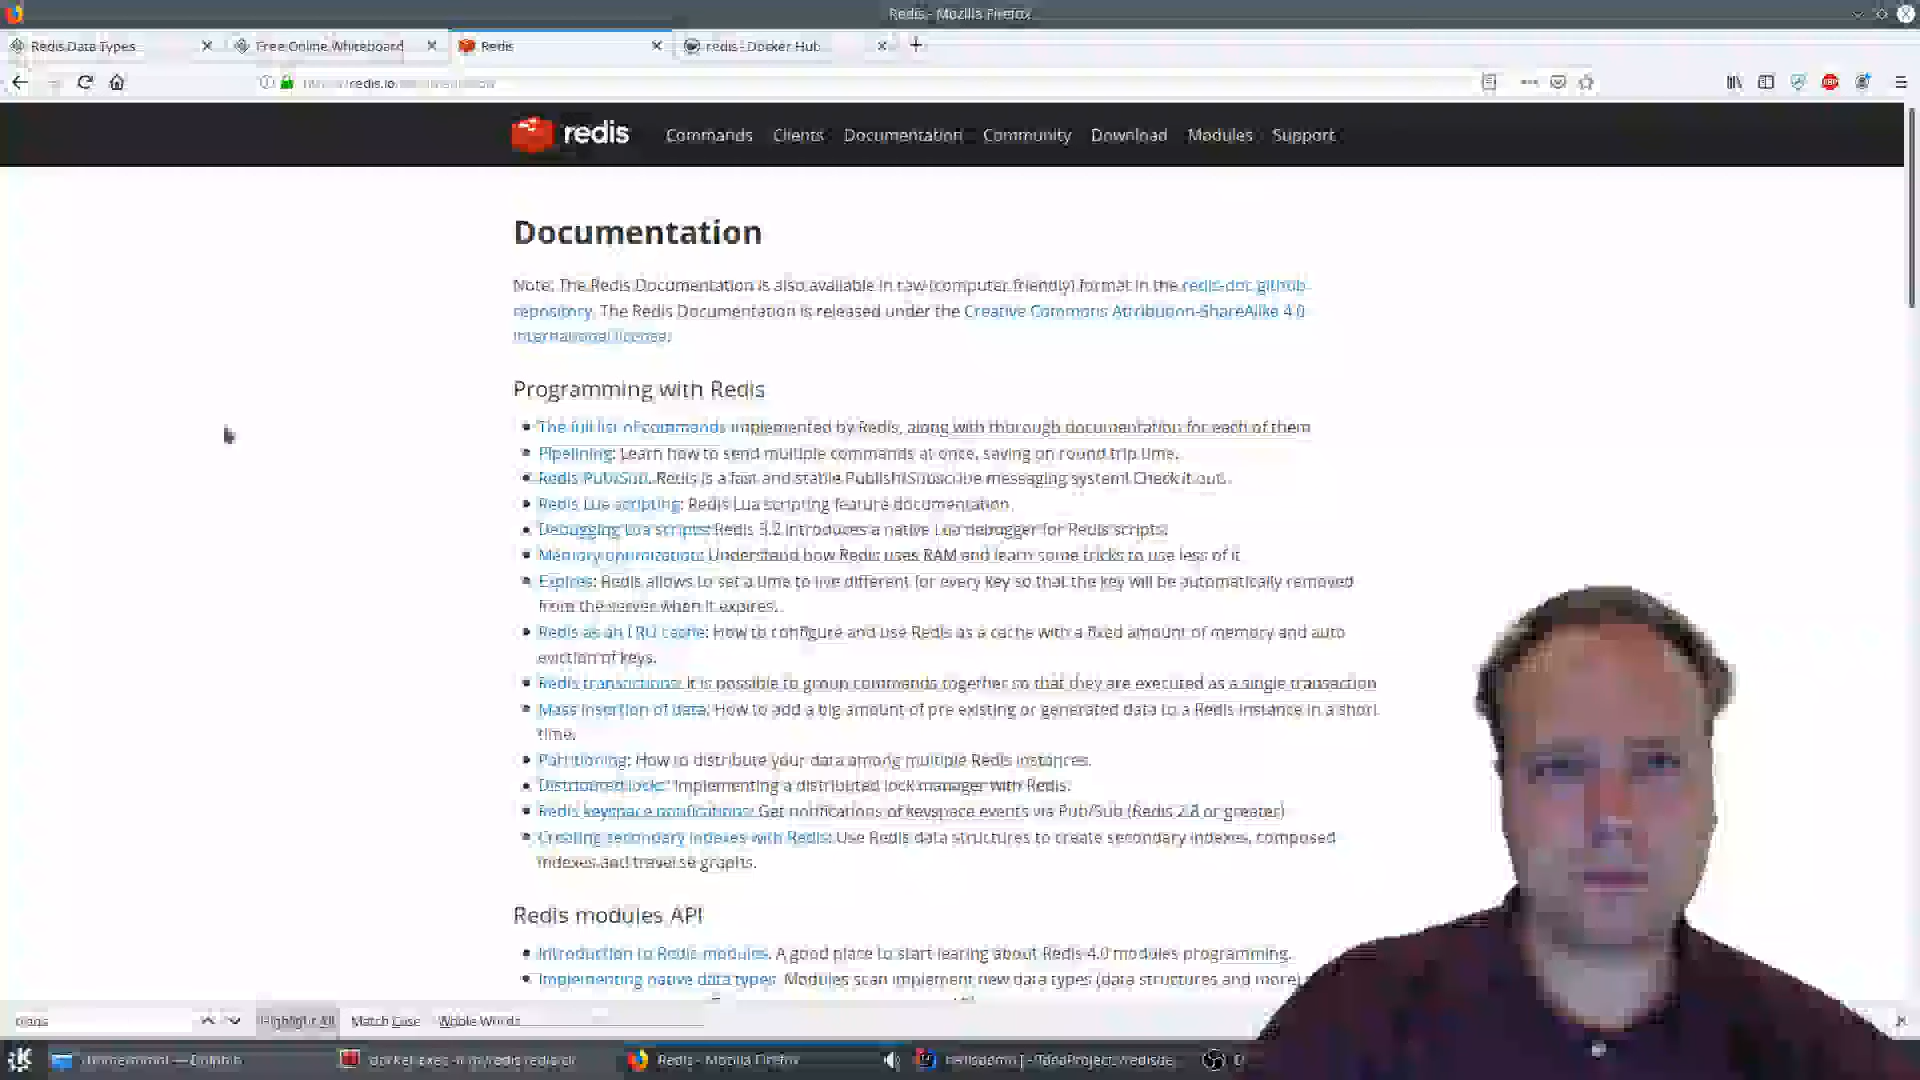 Redis - Mozilla Firefox
Redis Data Types
Free Online Whiteboard
Redis
redis - Docker Hub
redis.io
redis
Commands Clients Documentation Community Download Modules Support
Documentation
Note: The Redis Documentation is also available in raw (computer friendly) format in the redis-doc github
repository. The Redis Documentation is released under the Creative Commons Attribution-ShareAlike 4.0
International license.
Programming with Redis
The full list of commands implemented by Redis, along with thorough documentation for each of them
Pipelining: Learn how to send multiple commands at once, saving on round trip time.
Redis Pub/Sub: Redis is a fast and stable Publish/Subscribe messaging system! Check it out.
Redis Lua scripting: Redis Lua scripting feature documentation.
Debugging Lua scripts: Redis 3.2 introduces a native Lua debugger for Redis scripts.
Memory optimization: Understand how Redis uses RAM and learn some tricks to use less of it
Expires: Redis allows to set a time to live different for every key so that the key will be automatically removed
from the server when it expires.
Redis as an LRU cache: How to configure and use Redis as a cache with a fixed amount of memory and auto
eviction of keys.
Redis transactions: It is possible to group commands together so that they are executed as a single transaction
Mass insertion of data: How to add a big amount of pre existing or generated data to a Redis instance in a short
time.
Partitioning: How to distribute your data among multiple Redis instances.
Distributed locks: Implementing a distributed lock manager with Redis.
Redis keyspace notifications: Get notifications of keyspace events via Pub/Sub (Redis 2.8 or greater)
Creating secondary indexes with Redis: Use Redis data structures to create secondary indexes, composed
indexes and traverse graphs.
Redis modules API
Introduction to Redis modules. A good place to start learing about Redis 4.0 modules programming.
Implementing native data types. Modules scan implement new data types (data structures and more)
Highlight All Match Case Whole Words
Dolphin
docker exec -it myredis redis-cli
Redis - Mozilla Firefox